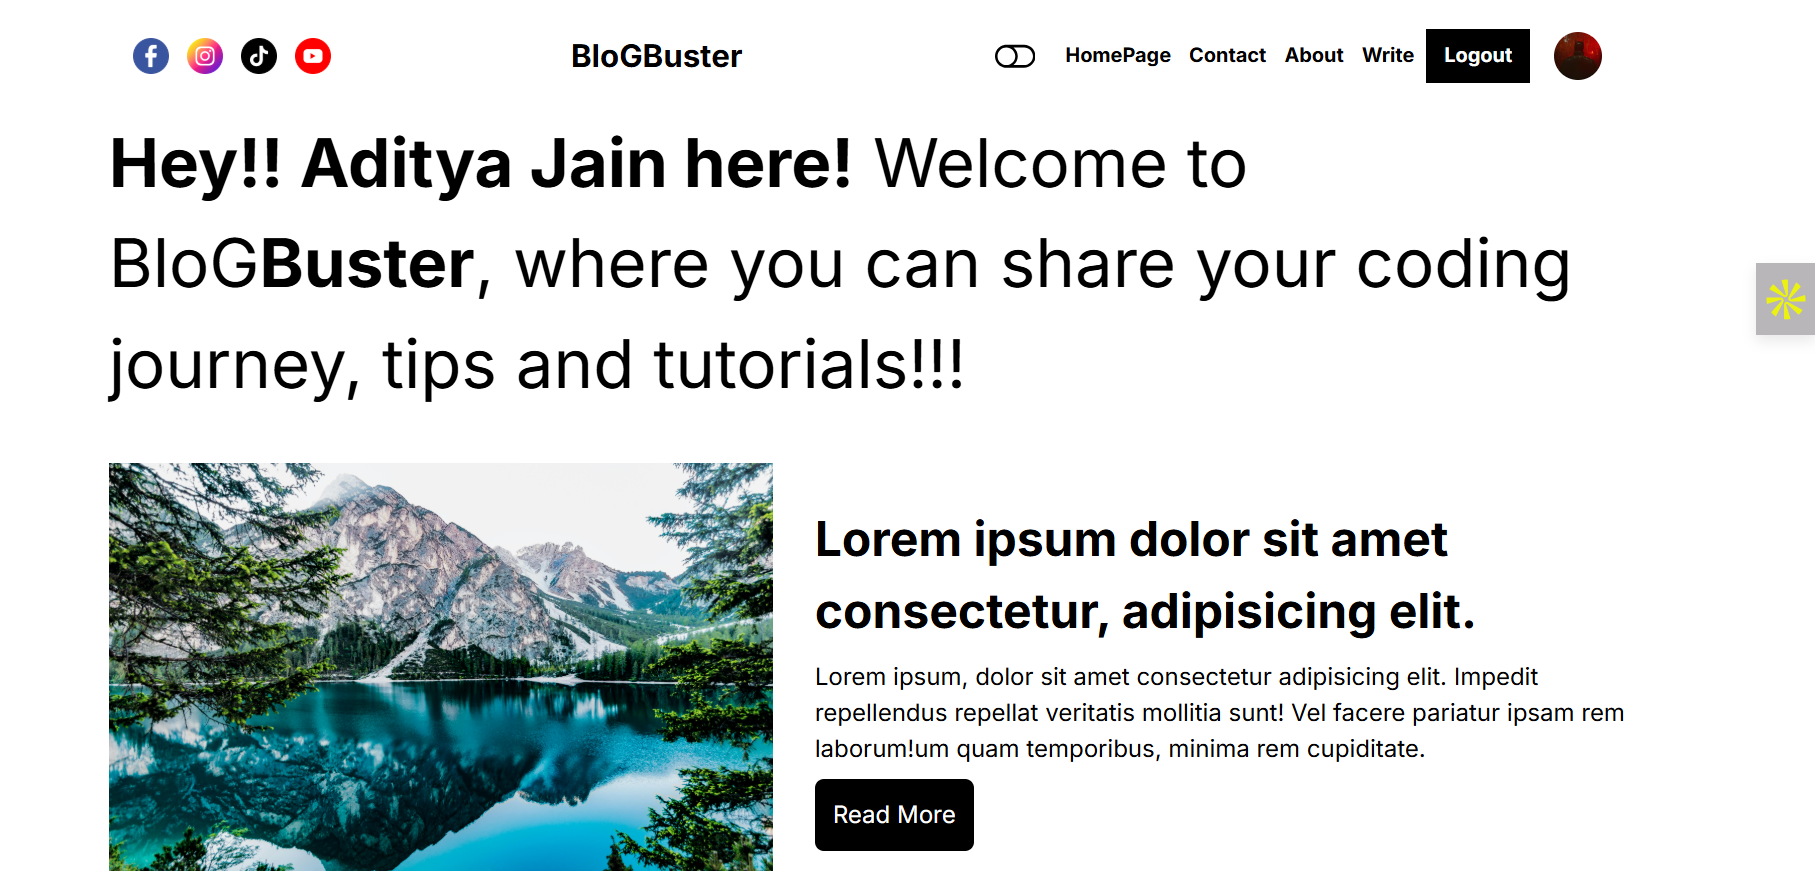 BloGBuster
HomePage Contact About Write Logout
Hey!! Aditya Jain here! Welcome to
BloGBuster, where you can share your coding
journey, tips and tutorials!!!
Lorem ipsum dolor sit amet
consectetur, adipisicing elit.
Lorem ipsum, dolor sit amet consectetur adipisicing elit. Impedit
repellendus repellat veritatis mollitia sunt! Vel facere pariatur ipsam rem
laborum!um quam temporibus, minima rem cupiditate.
Read More